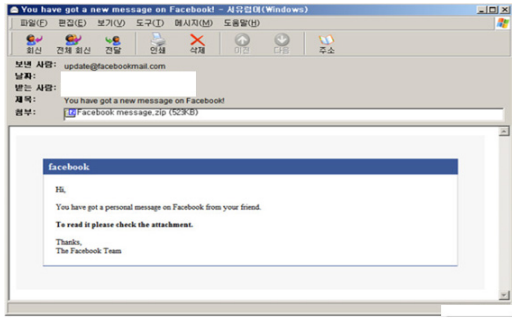 You have got a new message on Facebook! - 서유럽어(Windows)
파일(F) 편집(E) 보기(V) 도구(T) 메시지(M) 도움말(H)
회신 전체 회신 전달 인쇄 삭제 이전 다음 주소
보낸 사람: update@facebookmail.com
날짜:
받는 사람:
제목: You have got a new message on Facebook!
첨부: Facebook message.zip (523KB)
facebook
Hi,
You have got a personal message on Facebook from your friend.
To read it please check the attachment.
Thanks,
The Facebook Team